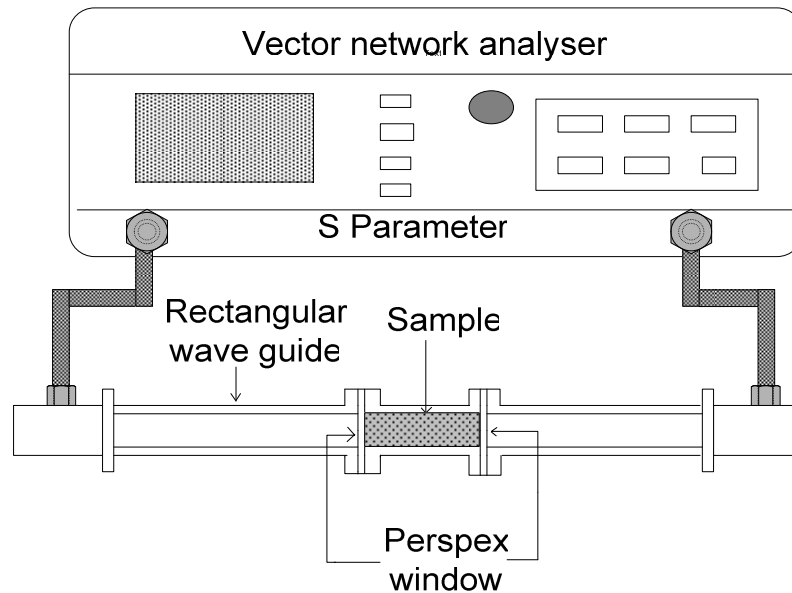 Vector network analyser
S Parameter
Rectangular
wave guide
Sample
Perspex
window